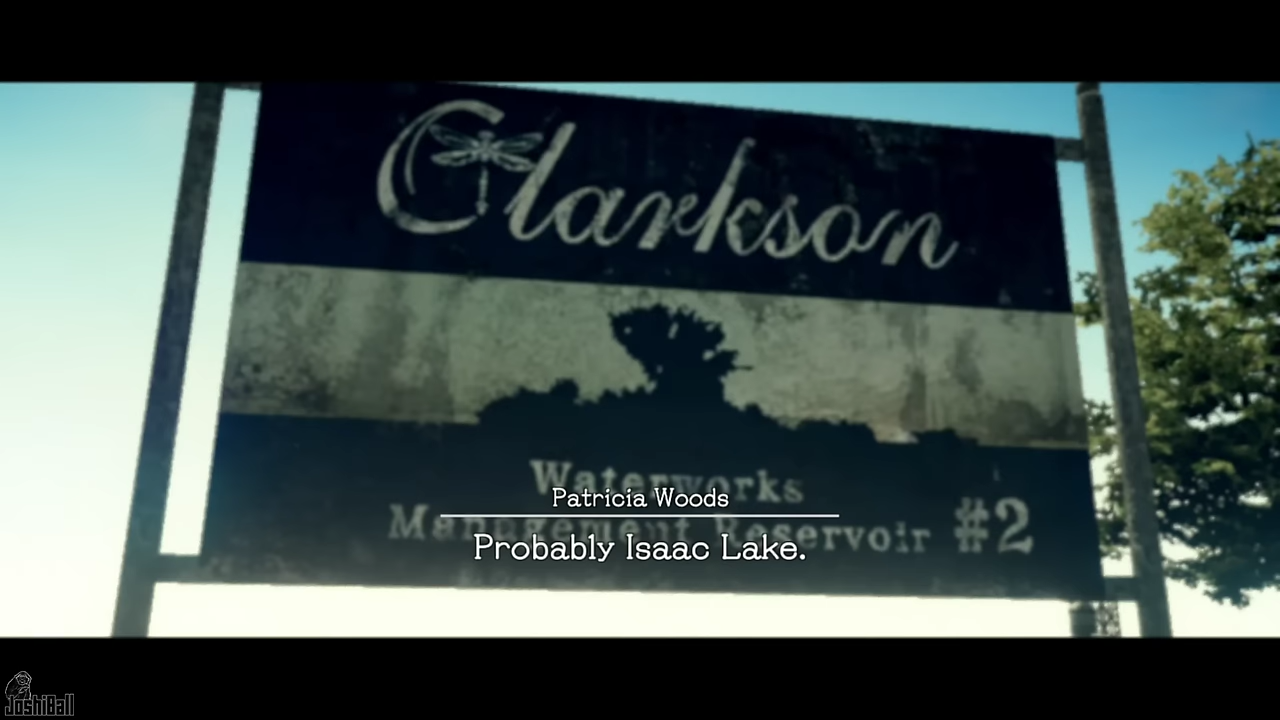 Clarkson
Waterworks
Management Reservoir #2
Patricia Woods
Probably Isaac Lake.
JoshiBall